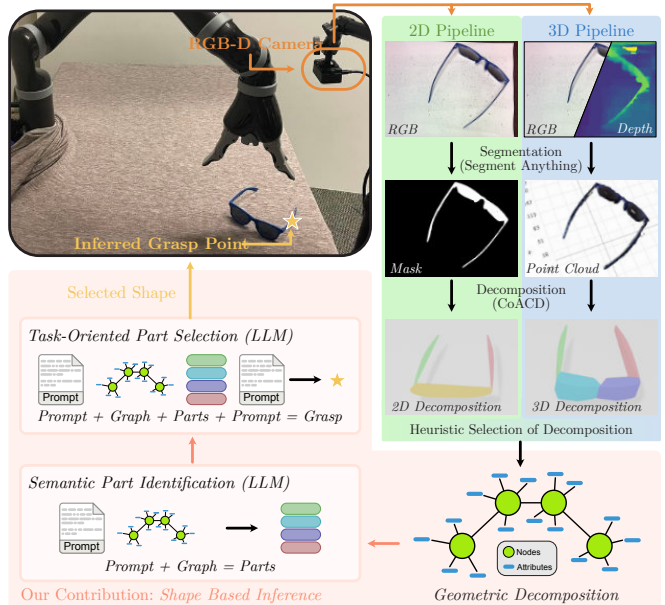 RGB-D Camera
Inferred Grasp Point
2D Pipeline
3D Pipeline
RGB
RGB
Depth
Segmentation
(Segment Anything)
Mask
Point Cloud
Decomposition
(CoACD)
2D Decomposition
3D Decomposition
Heuristic Selection of Decomposition
Nodes
Attributes
Geometric Decomposition
Semantic Part Identification (LLM)
Prompt
Prompt + Graph = Parts
Our Contribution: Shape Based Inference
Task-Oriented Part Selection (LLM)
Prompt
Prompt
Prompt + Graph + Parts + Prompt = Grasp
Selected Shape